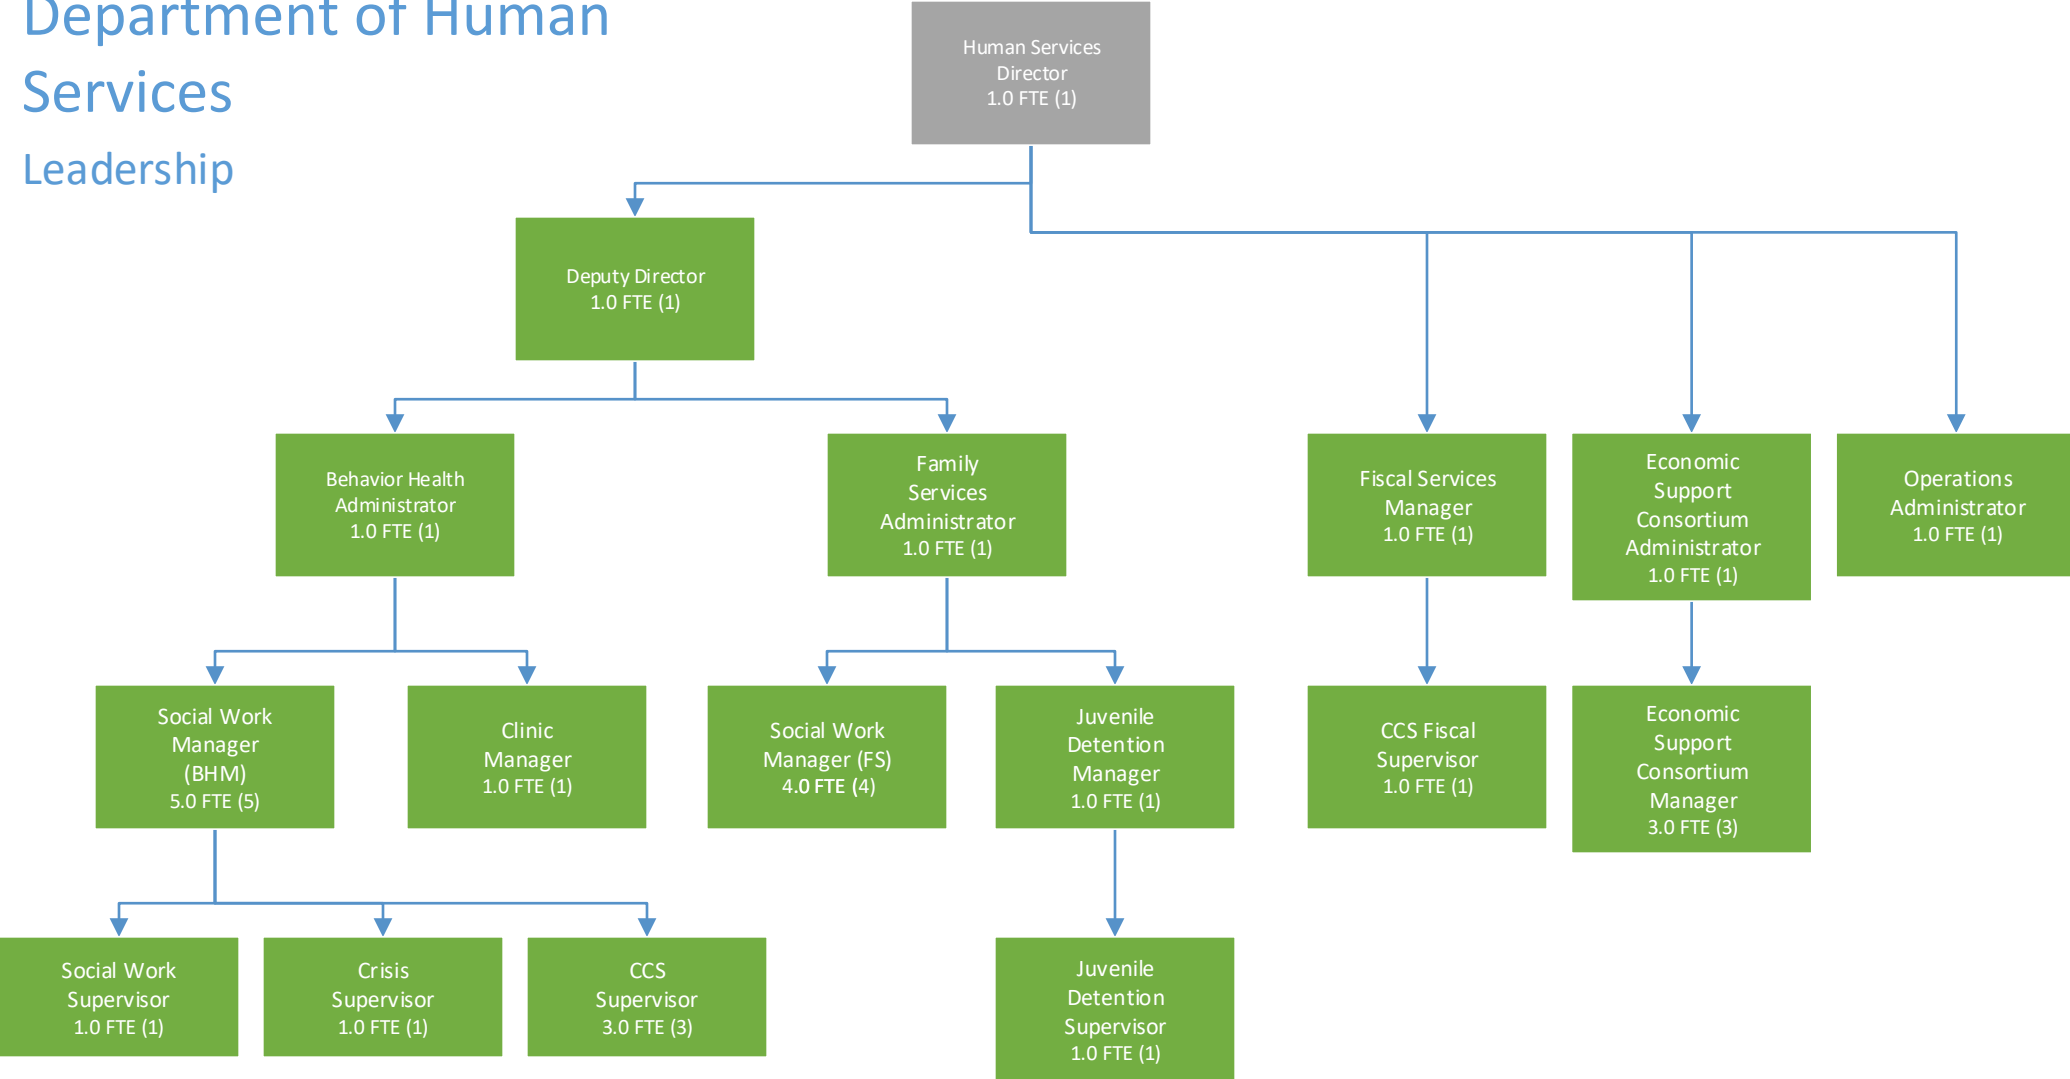 Department of Human
Services
Leadership
Human Services
Director
1.0 FTE (1)
Deputy Director
1.0 FTE (1)
Behavior Health
Administrator
1.0 FTE (1)
Family
Services
Administrator
1.0 FTE (1)
Fiscal Services
Manager
1.0 FTE (1)
Economic
Support
Consortium
Administrator
1.0 FTE (1)
Operations
Administrator
1.0 FTE (1)
Social Work
Manager
(BHM)
5.0 FTE (5)
Clinic
Manager
1.0 FTE (1)
Social Work
Manager (FS)
4.0 FTE (4)
Juvenile
Detention
Manager
1.0 FTE (1)
CCS Fiscal
Supervisor
1.0 FTE (1)
Economic
Support
Consortium
Manager
3.0 FTE (3)
Social Work
Supervisor
1.0 FTE (1)
Crisis
Supervisor
1.0 FTE (1)
CCS
Supervisor
3.0 FTE (3)
Juvenile
Detention
Supervisor
1.0 FTE (1)